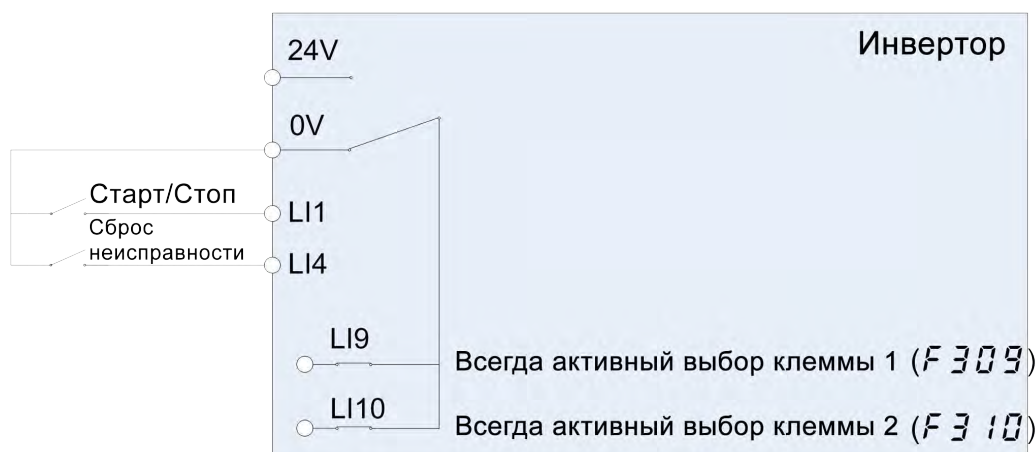 Инвертор
24V
0V
Старт/Стоп
LI1
Сброс
неисправности
LI4
LI9
Всегда активный выбор клеммы 1 (F309)
LI10
Всегда активный выбор клеммы 2 (F310)